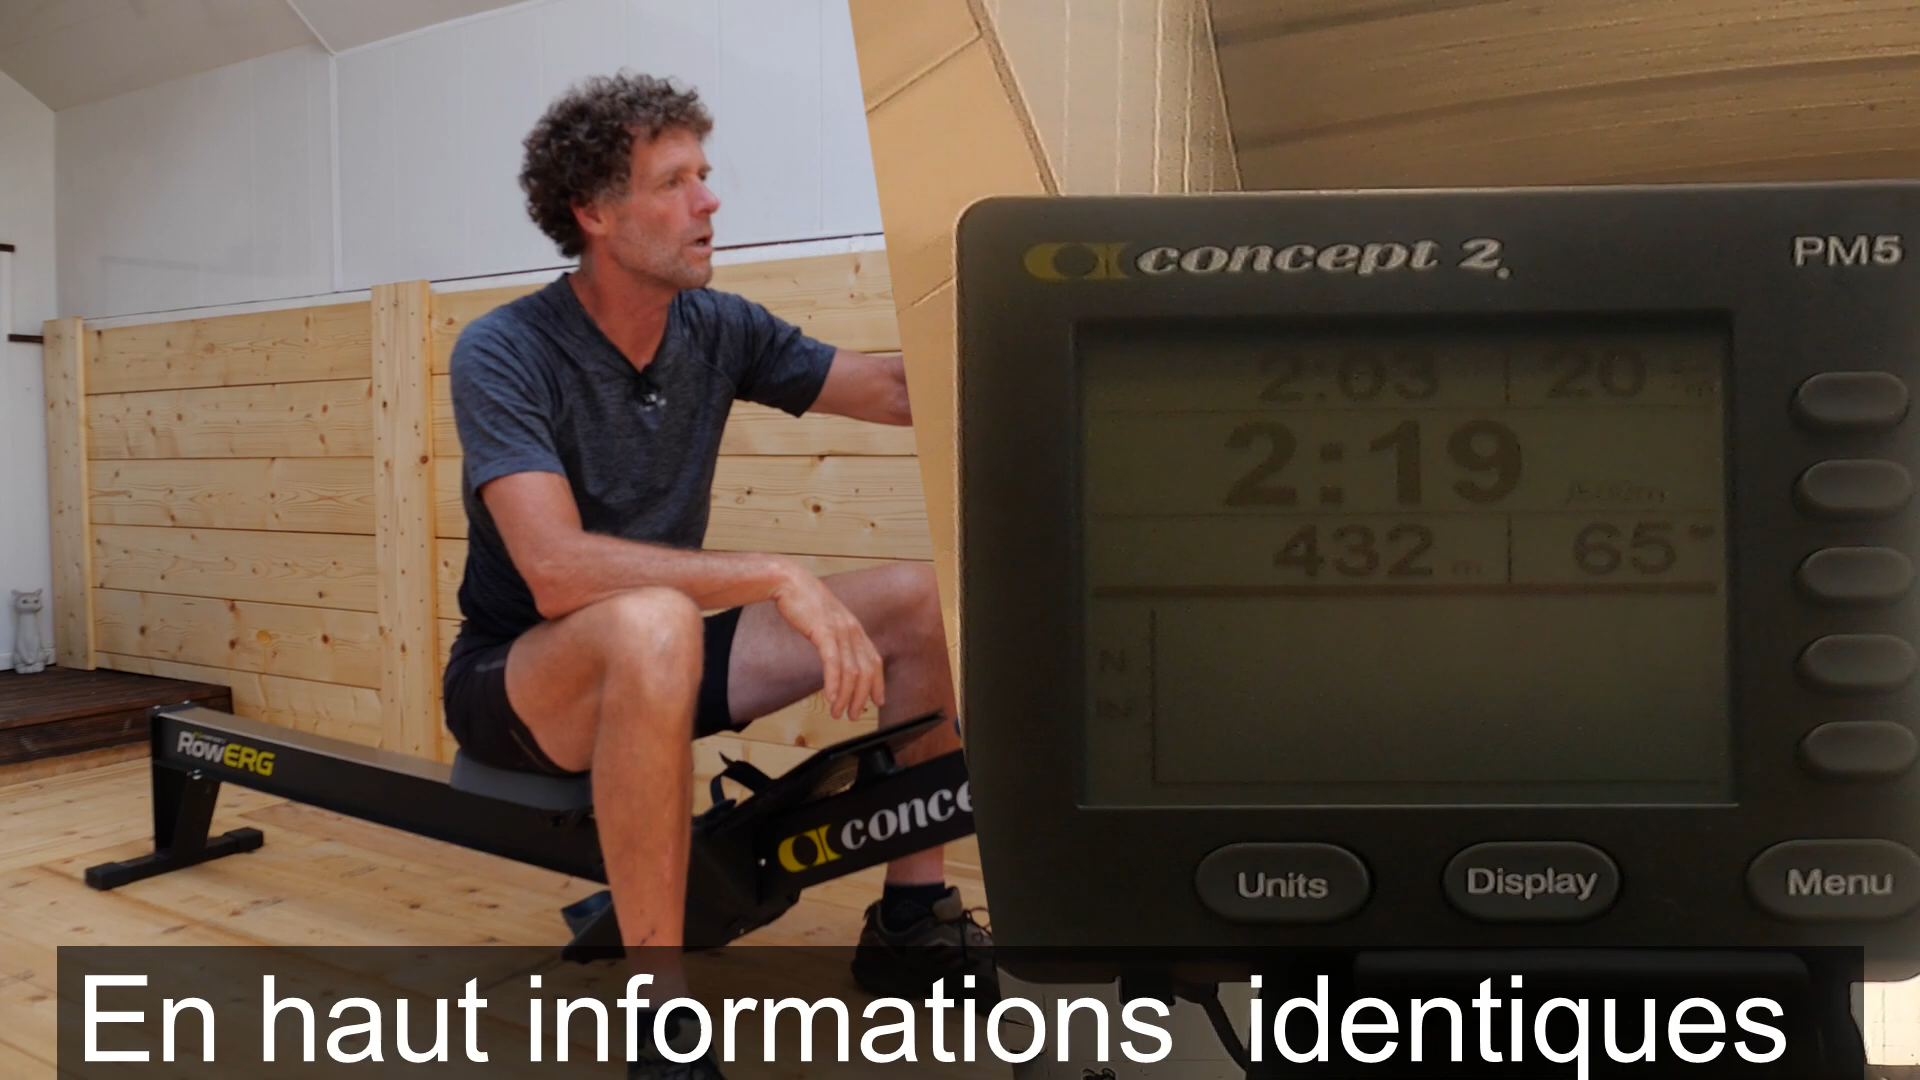 concept 2.
PM5
2:03 20
2:19 /500m
432 m 65
RowERG
conce
Units Display Menu
En haut informations identiques